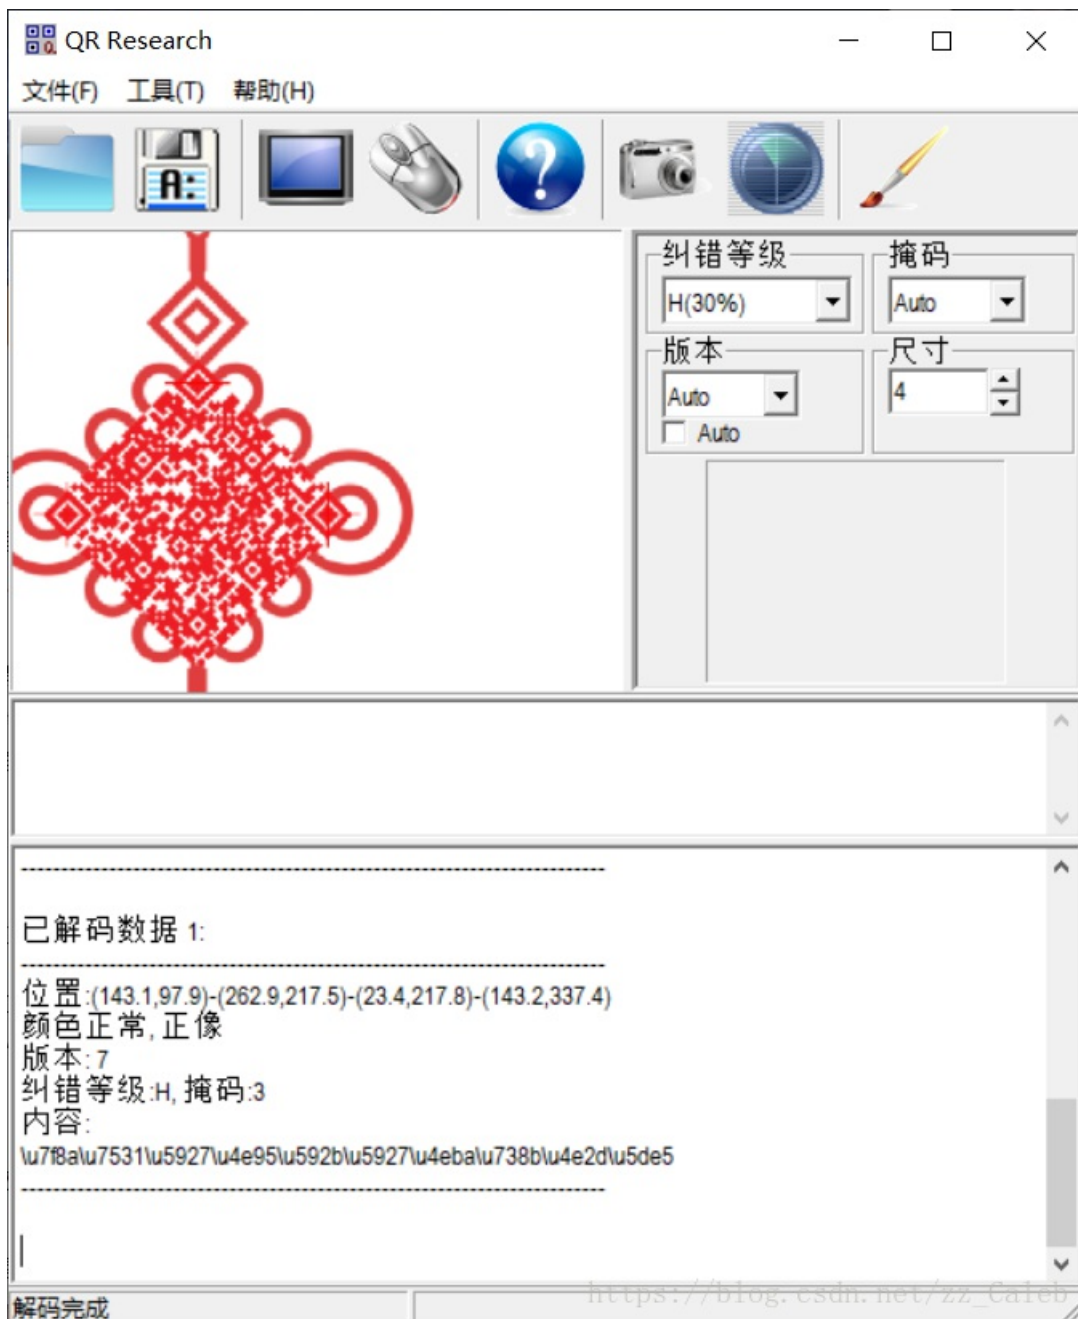 QR Research
文件(F) 工具(T) 帮助(H)
A:
纠错等级 掩码
H(30%) Auto
版本 尺寸
Auto 4
Auto
已解码数据 1:
位置:(143.1,97.9)-(262.9,217.5)-(23.4,217.8)-(143.2,337.4)
颜色正常, 正像
版本: 7
纠错等级:H, 掩码:3
内容:
\u7f8a\u7531\u5927\u4e95\u592b\u5927\u4eba\u738b\u4e2d\u5de5
https://blog.csdn.net/zz_Caleb
解码完成